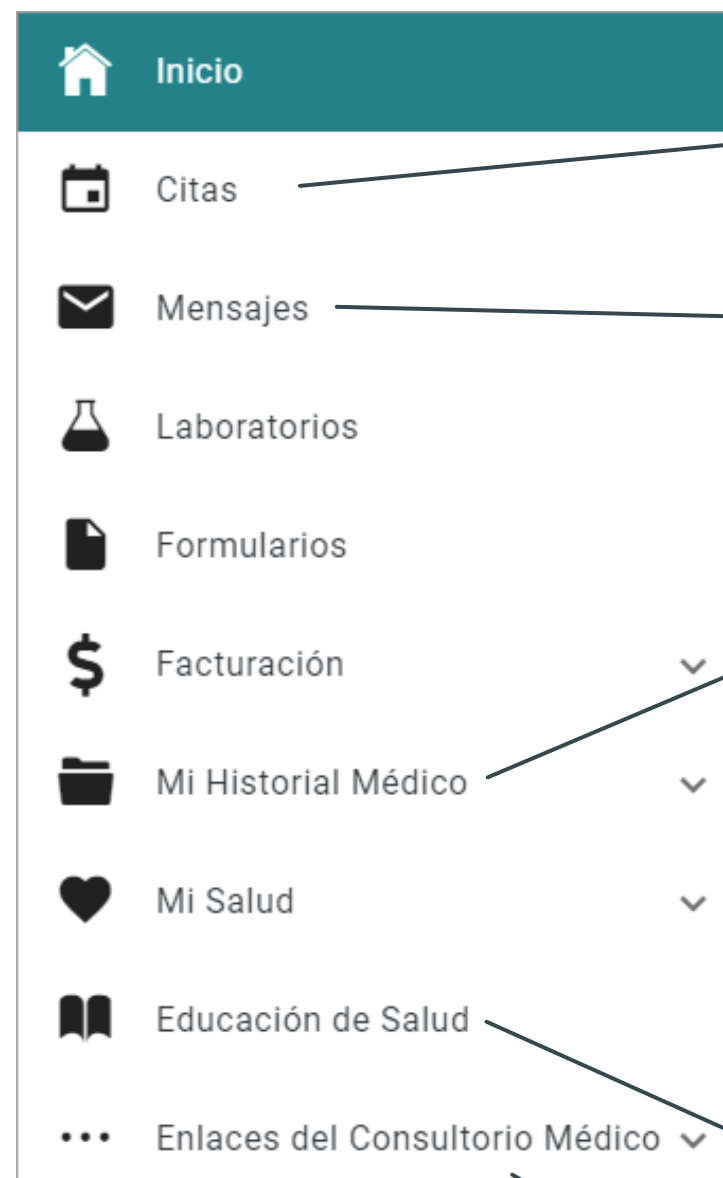 Inicio
Citas
Mensajes
Laboratorios
Formularios
Facturación
Mi Historial Médico
Mi Salud
Educación de Salud
Enlaces del Consultorio Médico